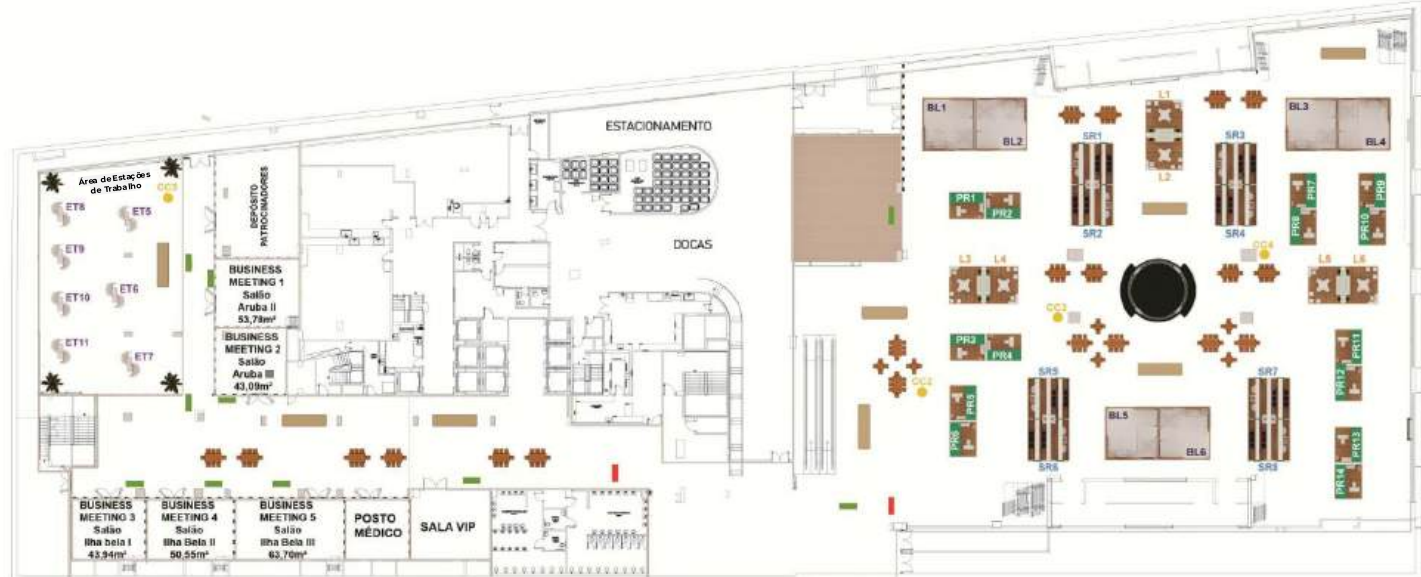 ESTACIONAMENTO
DOCAS
Área de Estações
de Trabalho
CC5
ET8
ET5
ET9
ET6
ET10
ET11
ET7
DEPÓSITO
PATROCINADORES
BUSINESS
MEETING 1
Salão
Aruba II
53,78m²
BUSINESS
MEETING 2
Salão
Aruba III
43,09m²
BUSINESS
MEETING 3
Salão
Ilha bela I
43,94m²
BUSINESS
MEETING 4
Salão
Ilha Bela II
50,55m²
BUSINESS
MEETING 5
Salão
Ilha Bela III
63,70m²
POSTO
MÉDICO
SALA VIP
BL1
BL2
L1
L2
BL3
BL4
SR1
SR2
SR3
SR4
PR1
PR2
PR7
PR8
PR9
PR10
L3
L4
CC4
L5
L6
CC3
PR3
PR4
CC2
PR5
PR6
PR11
PR12
SR5
SR6
BL5
BL6
SR7
SR8
PR13
PR14